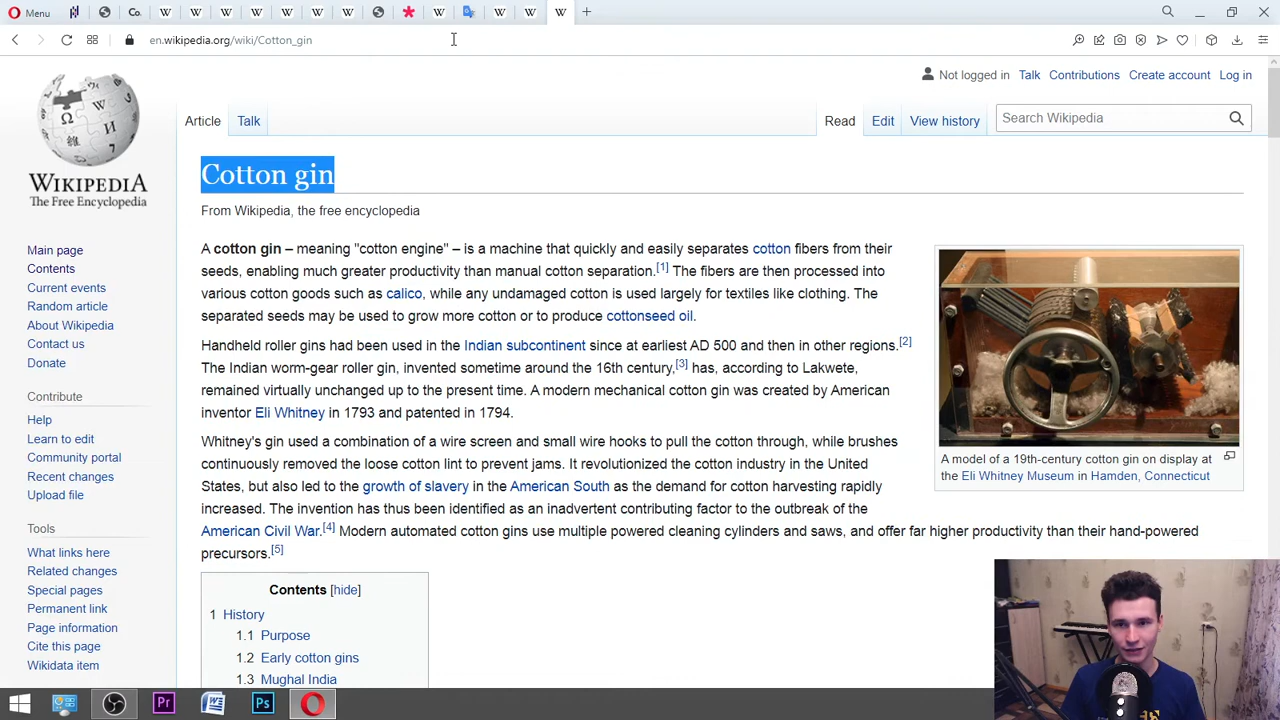 Menu
Co.
W W W W W W W W W W W
en.wikipedia.org/wiki/Cotton_gin
Not logged in Talk Contributions Create account Log in
Article Talk
Read Edit View history
Search Wikipedia
WIKIPEDIA
The Free Encyclopedia
Main page
Contents
Current events
Random article
About Wikipedia
Contact us
Donate
Contribute
Help
Learn to edit
Community portal
Recent changes
Upload file
Tools
What links here
Related changes
Special pages
Permanent link
Page information
Cite this page
Wikidata item
Cotton gin
From Wikipedia, the free encyclopedia
A cotton gin – meaning "cotton engine" – is a machine that quickly and easily separates cotton fibers from their
seeds, enabling much greater productivity than manual cotton separation.[1] The fibers are then processed into
various cotton goods such as calico, while any undamaged cotton is used largely for textiles like clothing. The
separated seeds may be used to grow more cotton or to produce cottonseed oil.
Handheld roller gins had been used in the Indian subcontinent since at earliest AD 500 and then in other regions.[2]
The Indian worm-gear roller gin, invented sometime around the 16th century,[3] has, according to Lakwete,
remained virtually unchanged up to the present time. A modern mechanical cotton gin was created by American
inventor Eli Whitney in 1793 and patented in 1794.
Whitney's gin used a combination of a wire screen and small wire hooks to pull the cotton through, while brushes
continuously removed the loose cotton lint to prevent jams. It revolutionized the cotton industry in the United
States, but also led to the growth of slavery in the American South as the demand for cotton harvesting rapidly
increased. The invention has thus been identified as an inadvertent contributing factor to the outbreak of the
American Civil War.[4] Modern automated cotton gins use multiple powered cleaning cylinders and saws, and offer far higher productivity than their hand-powered
precursors.[5]
A model of a 19th-century cotton gin on display at
the Eli Whitney Museum in Hamden, Connecticut
Contents [hide]
1 History
1.1 Purpose
1.2 Early cotton gins
1.3 Mughal India
Pr
W
Ps